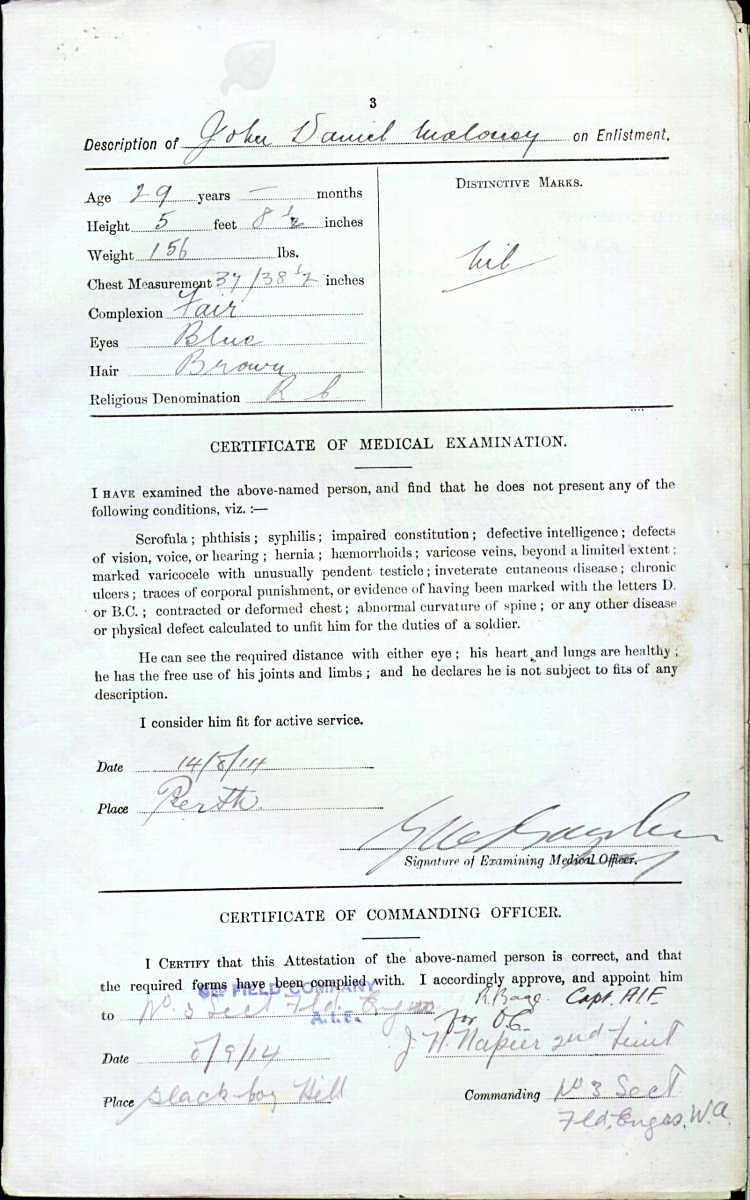 3
Description of John Daniel Maloney on Enlistment.
Age 29 years — months
Height 5 feet 8 1/2 inches
Weight 156 lbs.
Chest Measurement 37/38 1/2 inches
Complexion Fair
Eyes Blue
Hair Brown
Religious Denomination R C
DISTINCTIVE MARKS.
Nil
CERTIFICATE OF MEDICAL EXAMINATION.
I HAVE examined the above-named person, and find that he does not present any of the
following conditions, viz. :—
Scrofula ; phthisis ; syphilis ; impaired constitution ; defective intelligence ; defects
of vision, voice, or hearing ; hernia ; hæmorrhoids ; varicose veins, beyond a limited extent ;
marked varicocele with unusually pendent testicle ; inveterate cutaneous disease ; chronic
ulcers ; traces of corporal punishment, or evidence of having been marked with the letters D.
or B.C. ; contracted or deformed chest ; abnormal curvature of spine ; or any other disease
or physical defect calculated to unfit him for the duties of a soldier.
He can see the required distance with either eye ; his heart and lungs are healthy ;
he has the free use of his joints and limbs ; and he declares he is not subject to fits of any
description.
I consider him fit for active service.
Date 14/8/14
Place Perth
Signature of Examining Medical Officer.
CERTIFICATE OF COMMANDING OFFICER.
I CERTIFY that this Attestation of the above-named person is correct, and that
the required forms have been complied with. I accordingly approve, and appoint him
FIELD COMPANY
A.I.E.
to No. 3 Sect Fld. Engrs
Capt. AIF
for O.C.
Date 8/9/14
J. H. Napier 2nd Lieut
Place Black boy Hill
Commanding No 3 Sect
Fld. Engrs. W.A.